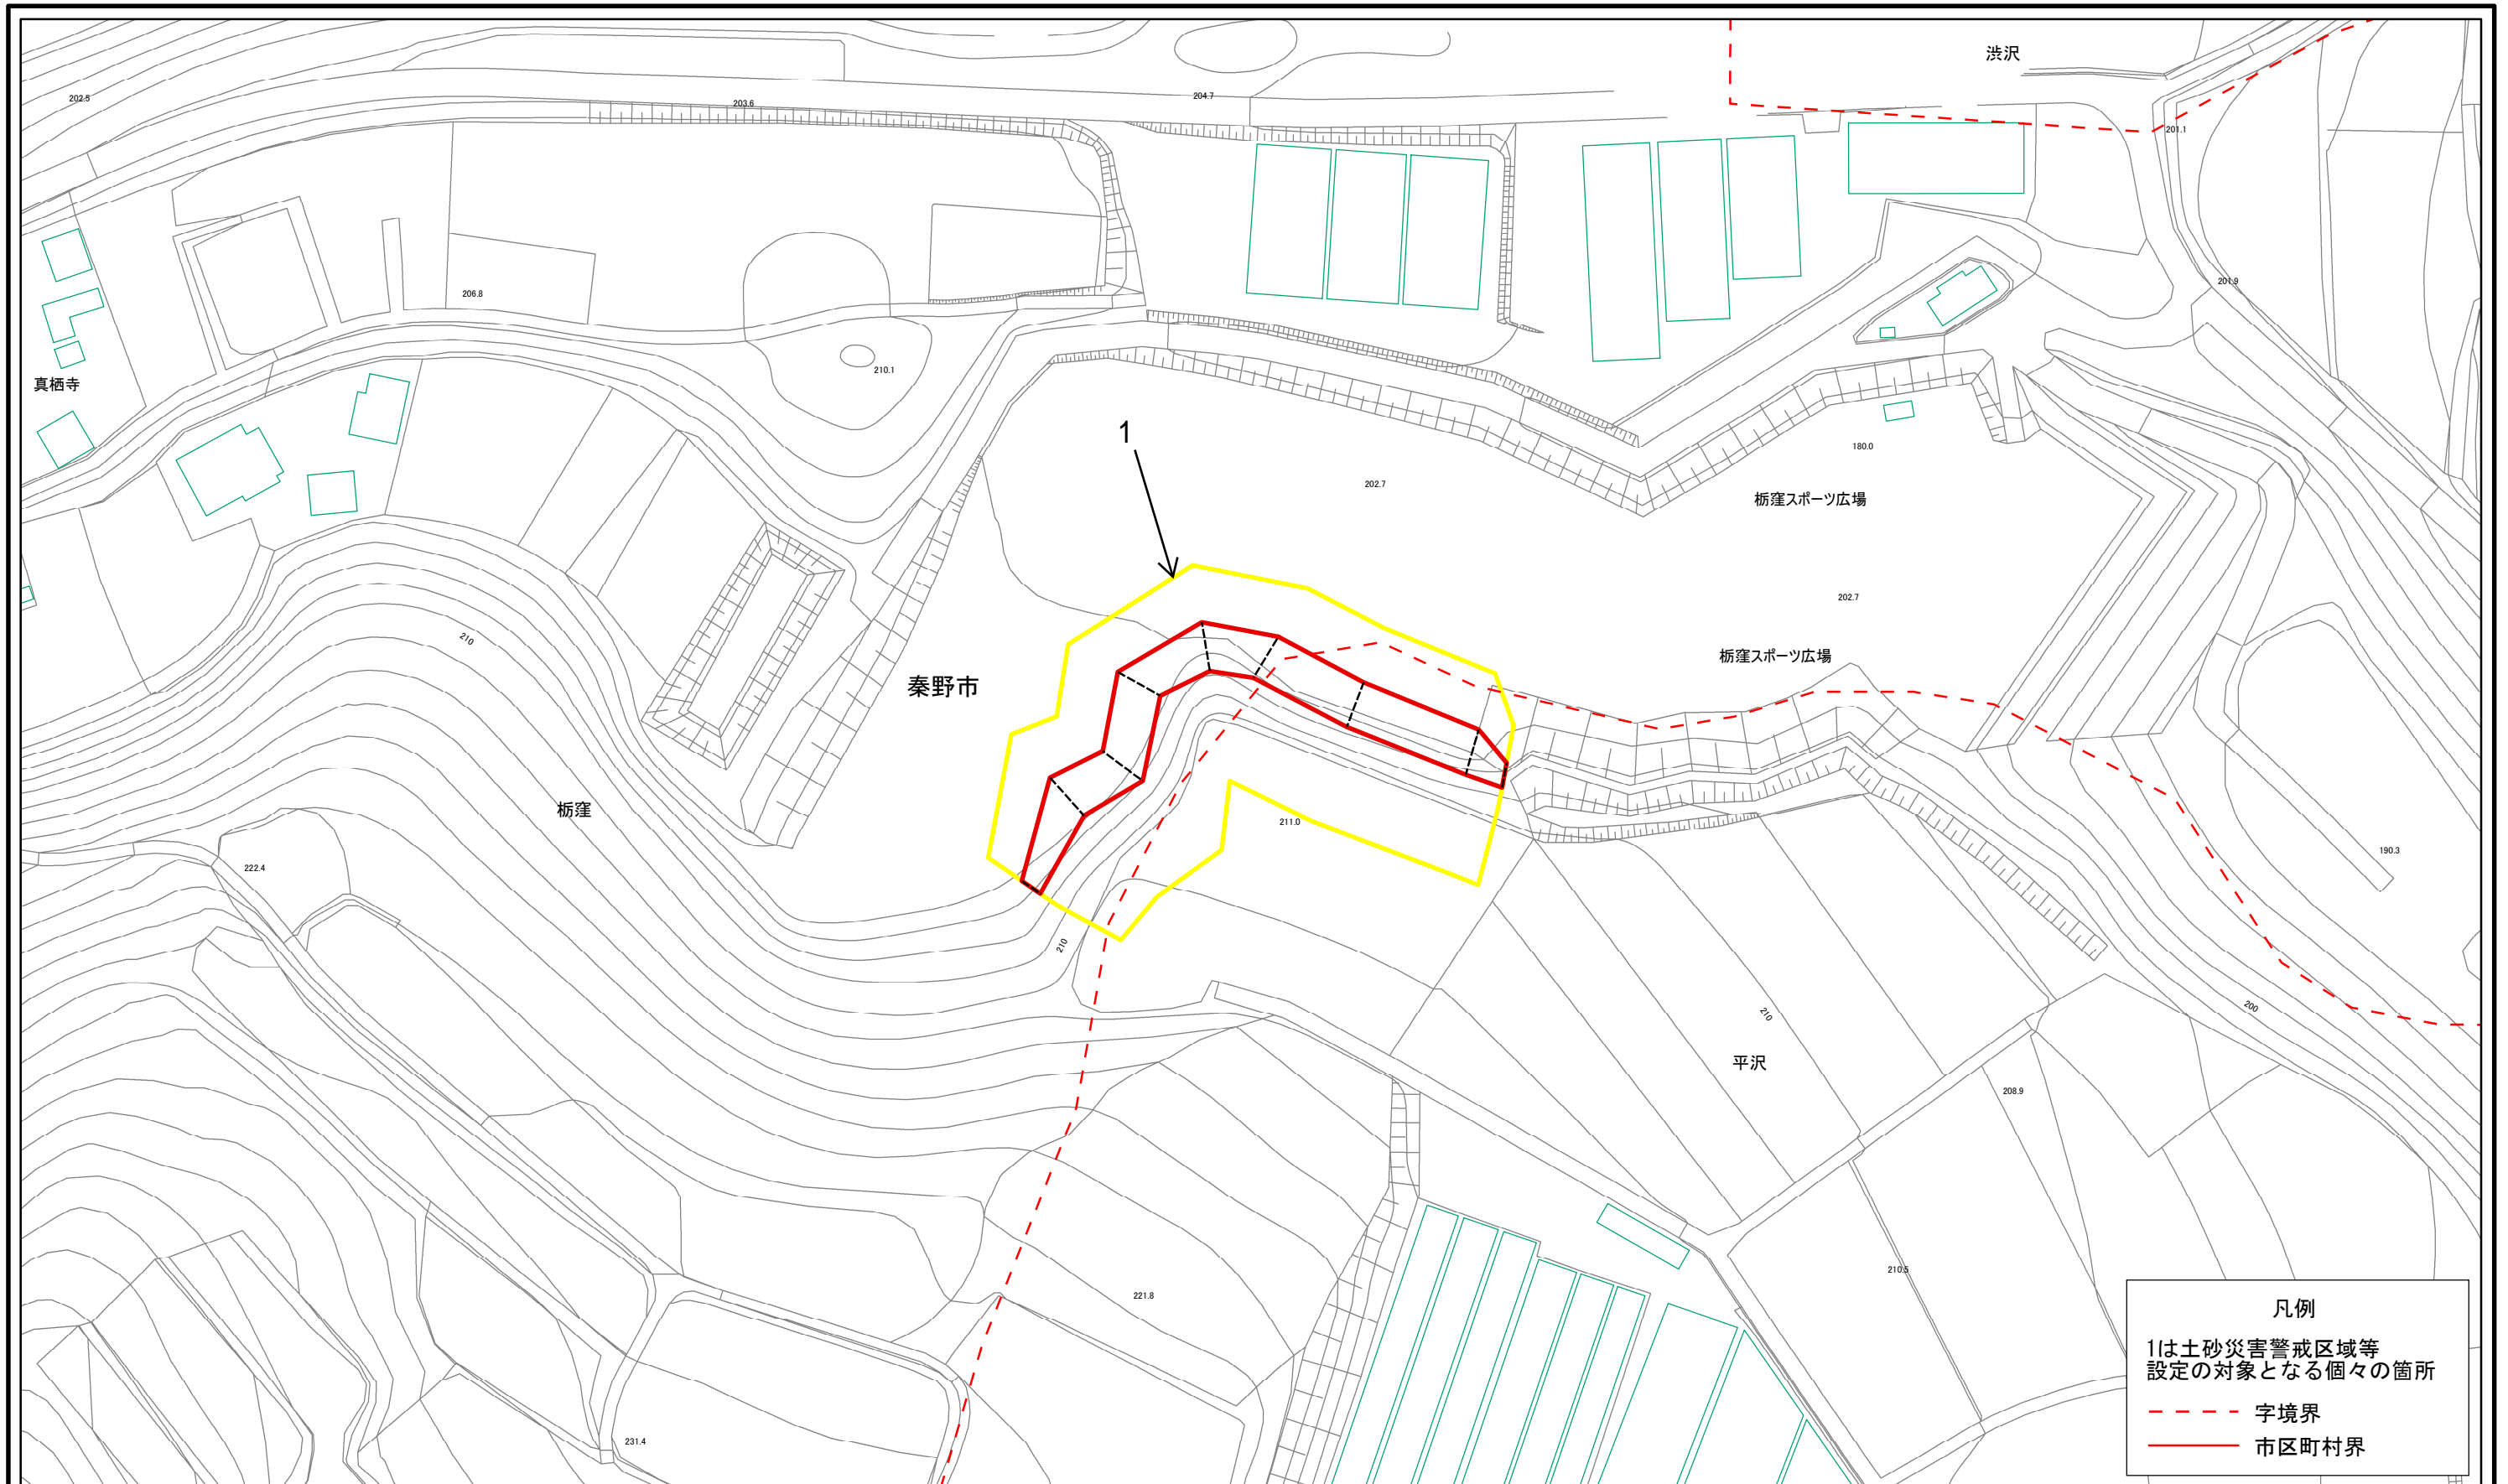 渋沢
202.5
203.6
204.7
201.1
201.9
206.8
210.1
真栖寺
1
180.0
202.7
栃窪スポーツ広場
202.7
210
栃窪スポーツ広場
秦野市
栃窪
211.0
222.4
190.3
210
200
210
平沢
208.9
210.5
221.8
231.4
凡例
1は土砂災害警戒区域等
設定の対象となる個々の箇所
字境界
市区町村界